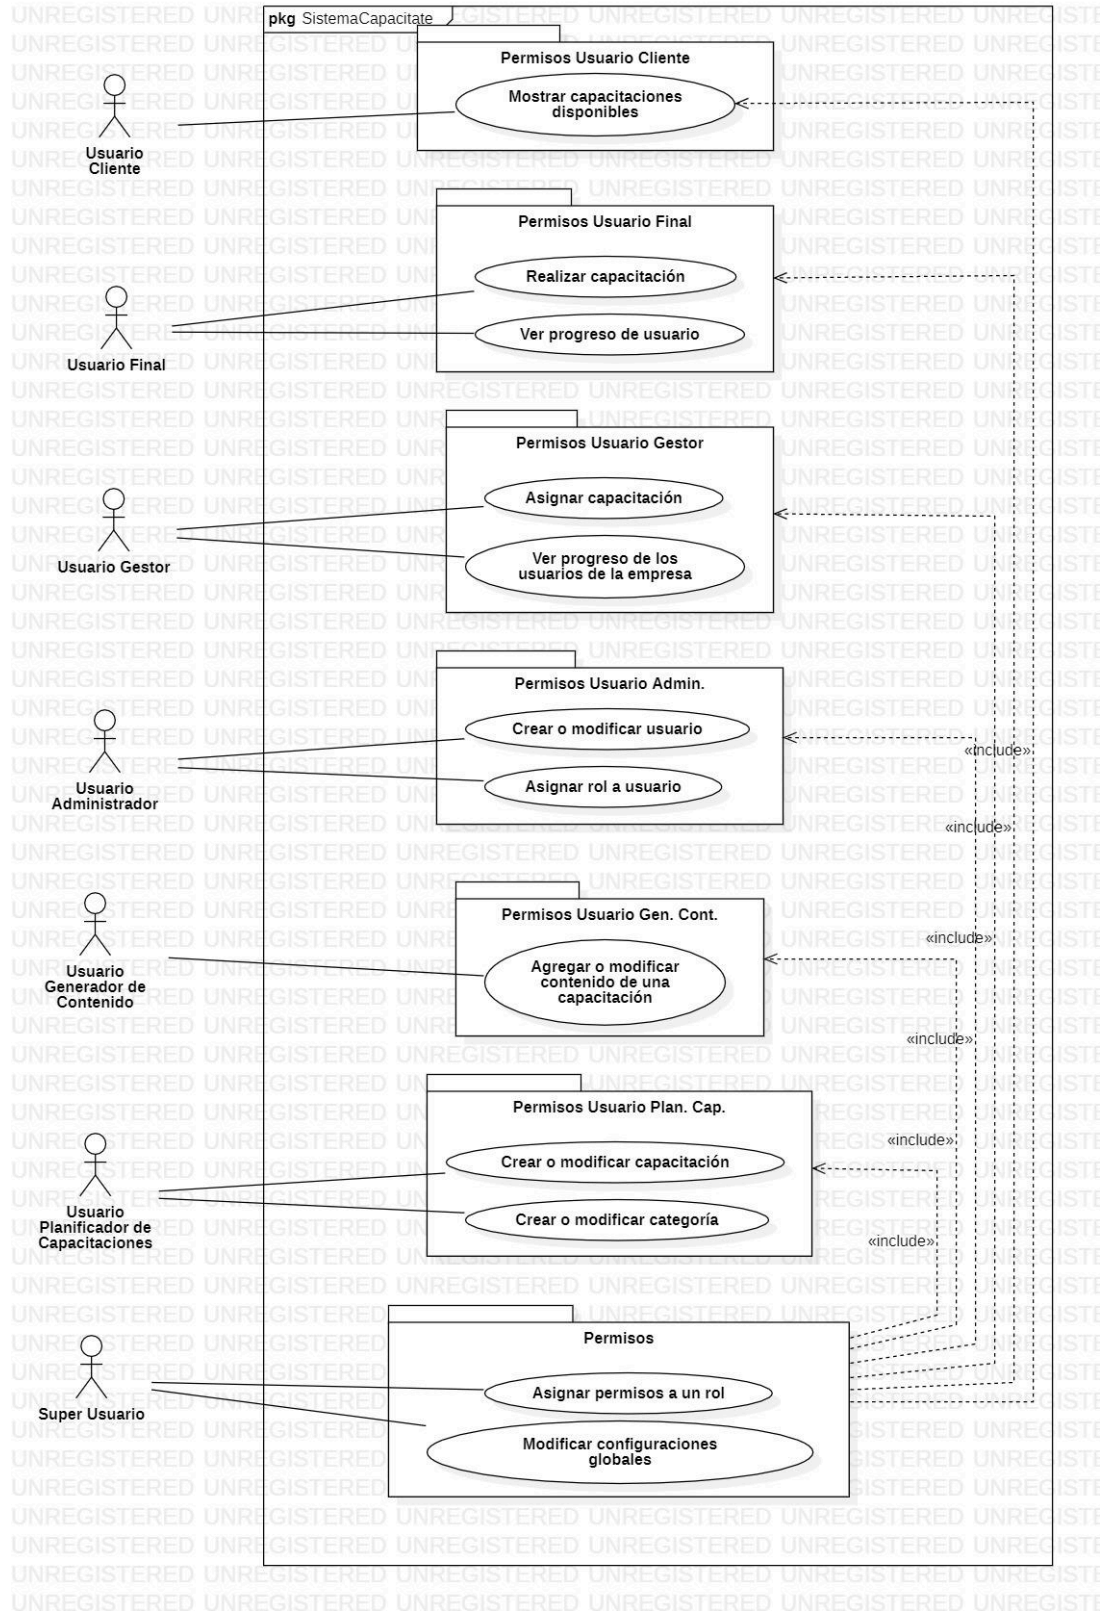 pkg SistemaCapacitate
Permisos Usuario Cliente
Mostrar capacitaciones
disponibles
Usuario
Cliente
Permisos Usuario Final
Realizar capacitación
Ver progreso de usuario
Usuario Final
Permisos Usuario Gestor
Asignar capacitación
Ver progreso de los
usuarios de la empresa
Usuario Gestor
Permisos Usuario Admin.
Crear o modificar usuario
Asignar rol a usuario
Usuario
Administrador
«include»
«include»
Permisos Usuario Gen. Cont.
Agregar o modificar
contenido de una
capacitación
Usuario
Generador de
Contenido
«include»
«include»
Permisos Usuario Plan. Cap.
Crear o modificar capacitación
Crear o modificar categoría
Usuario
Planificador de
Capacitaciones
«include»
«include»
Permisos
Asignar permisos a un rol
Modificar configuraciones
globales
Super Usuario
UNREGISTERED